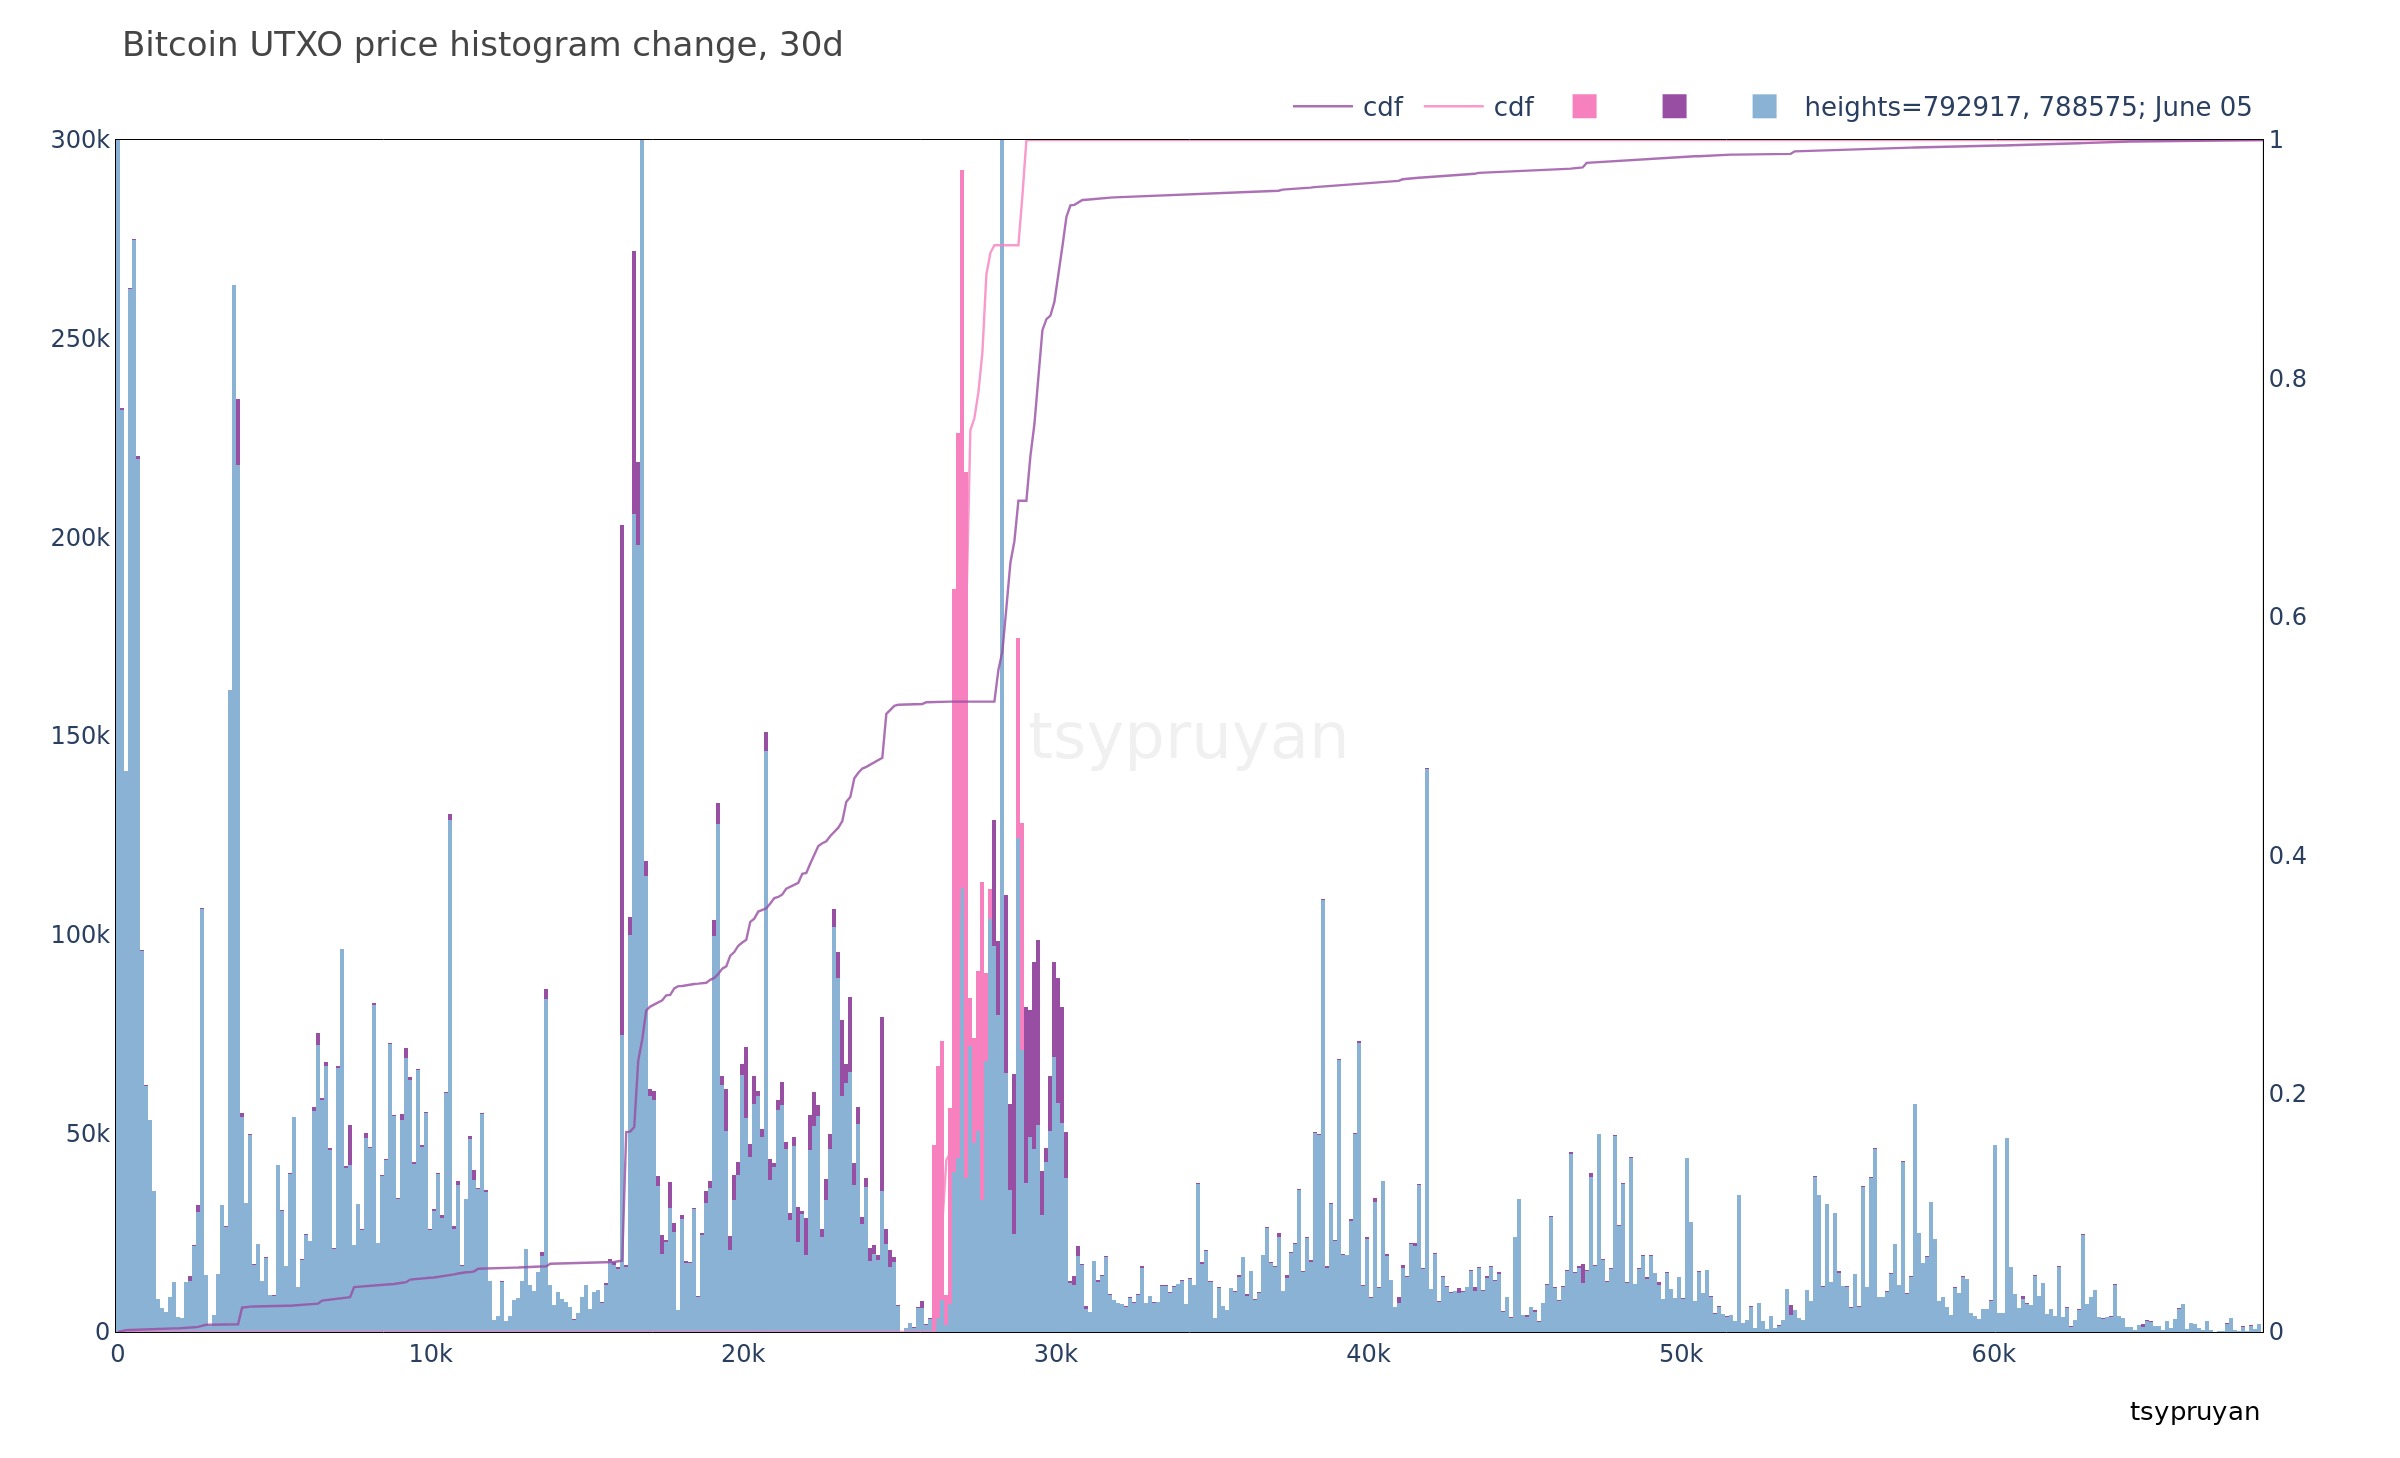 Bitcoin UTXO price histogram change, 30d
cdf cdf heights=792917, 788575; June 05
300k
250k
200k
150k
100k
50k
0
1
0.8
0.6
0.4
0.2
0
tsypruyan
0 10k 20k 30k 40k 50k 60k
tsypruyan